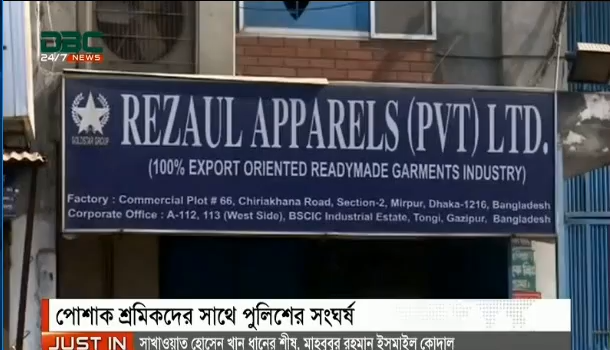 DBC
24/7 NEWS
GOLDSTAR GROUP
REZAUL APPARELS (PVT) LTD.
(100% EXPORT ORIENTED READYMADE GARMENTS INDUSTRY)
Factory : Commercial Plot # 66, Chiriakhana Road, Section-2, Mirpur, Dhaka-1216, Bangladesh
Corporate Office : A-112, 113 (West Side), BSCIC Industrial Estate, Tongi, Gazipur, Bangladesh
পোশাক শ্রমিকদের সাথে পুলিশের সংঘর্ষ
JUST IN
সাখাওয়াত হোসেন খান ধানের শীষ, মাহবুবুর রহমান ইসমাইল কোদাল